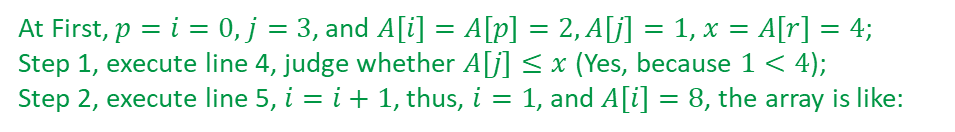 At First, p = i = 0, j = 3, and A[i] = A[p] = 2, A[j] = 1, x = A[r] = 4;
Step 1, execute line 4, judge whether A[j] ≤ x (Yes, because 1 < 4);
Step 2, execute line 5, i = i + 1, thus, i = 1, and A[i] = 8, the array is like: